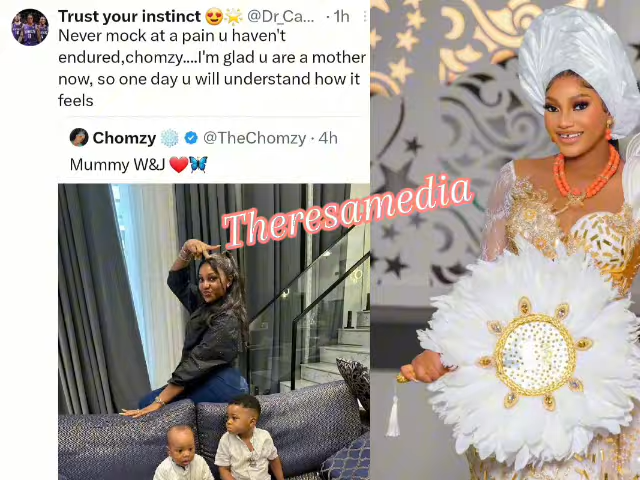 Trust your instinct 😍🌟 @Dr_Ca... · 1h
Never mock at a pain u haven't
endured,chomzy....I'm glad u are a mother
now, so one day u will understand how it
feels
Chomzy ❄️ @TheChomzy · 4h
Mummy W&J ❤️🦋
Theresamedia